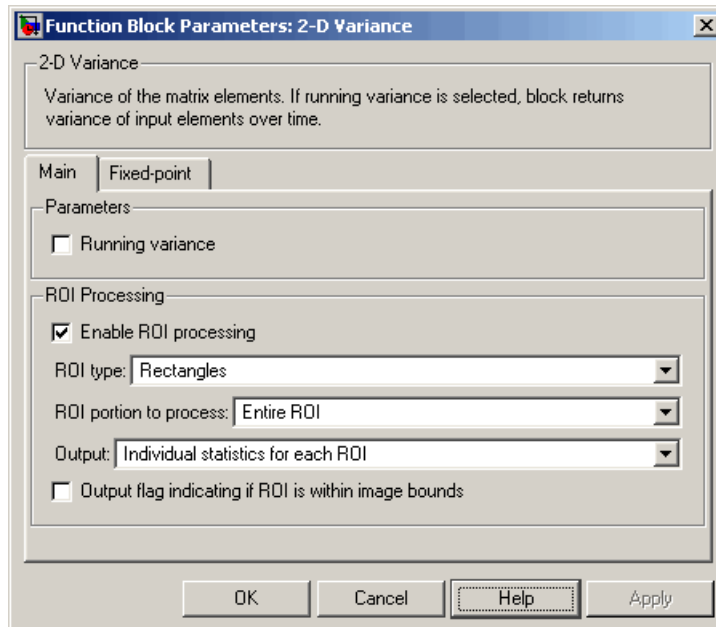 Function Block Parameters: 2-D Variance
2-D Variance
Variance of the matrix elements. If running variance is selected, block returns
variance of input elements over time.
Main
Fixed-point
Parameters
Running variance
ROI Processing
Enable ROI processing
ROI type: Rectangles
ROI portion to process: Entire ROI
Output: Individual statistics for each ROI
Output flag indicating if ROI is within image bounds
OK
Cancel
Help
Apply